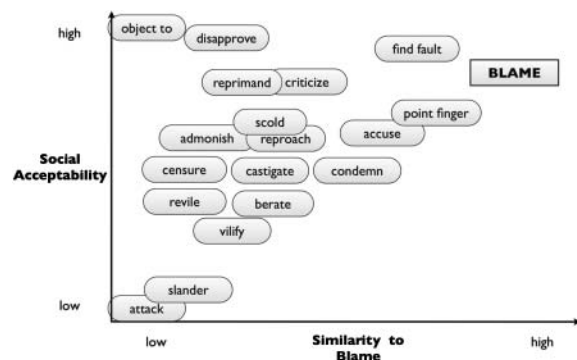 object to
high
disapprove
find fault
BLAME
reprimand
criticize
point finger
scold
accuse
admonish
reproach
Social
Acceptability
censure
castigate
condemn
revile
berate
vilify
slander
low
attack
low
Similarity to
Blame
high